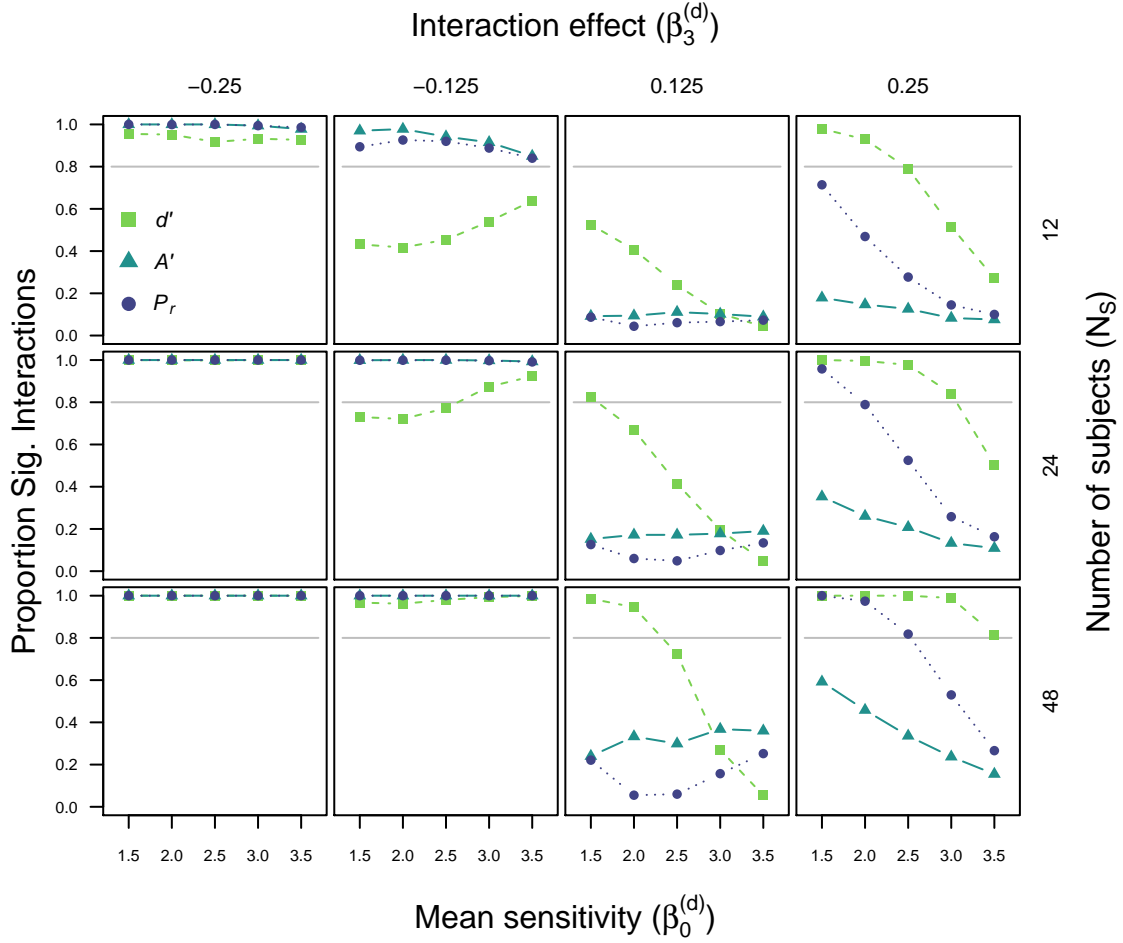 Interaction effect (β₃⁽ᵈ⁾)
−0.25 −0.125 0.125 0.25
Proportion Sig. Interactions
1.0
0.8
0.6
0.4
0.2
0.0
d′
A′
Pᵣ
12
1.0
0.8
0.6
0.4
0.2
0.0
24
1.0
0.8
0.6
0.4
0.2
0.0
48
Number of subjects (N_S)
1.5 2.0 2.5 3.0 3.5 1.5 2.0 2.5 3.0 3.5 1.5 2.0 2.5 3.0 3.5 1.5 2.0 2.5 3.0 3.5
Mean sensitivity (β₀⁽ᵈ⁾)